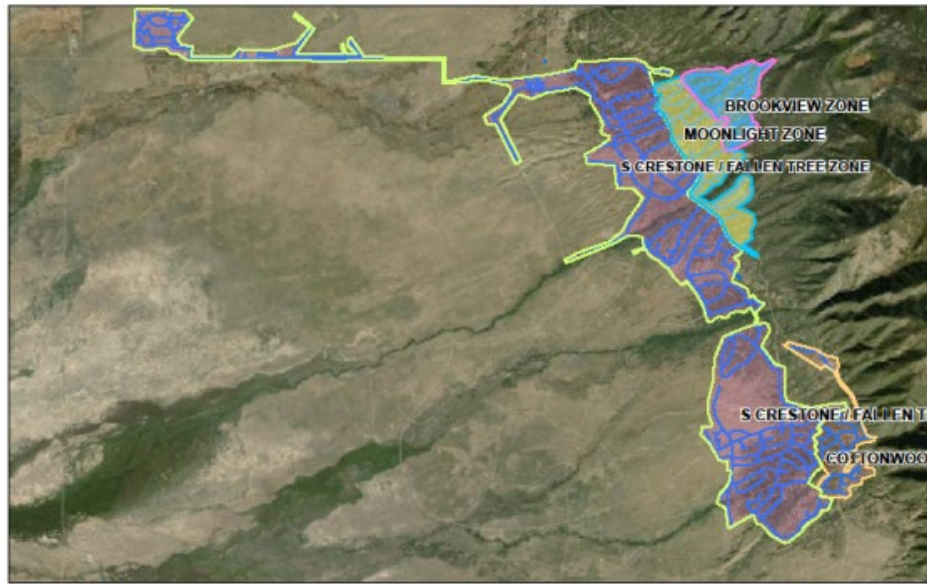 BROOKVIEW ZONE
MOONLIGHT ZONE
S CRESTONE / FALLEN TREE ZONE
S CRESTONE / FALLEN T
COTTONWOO